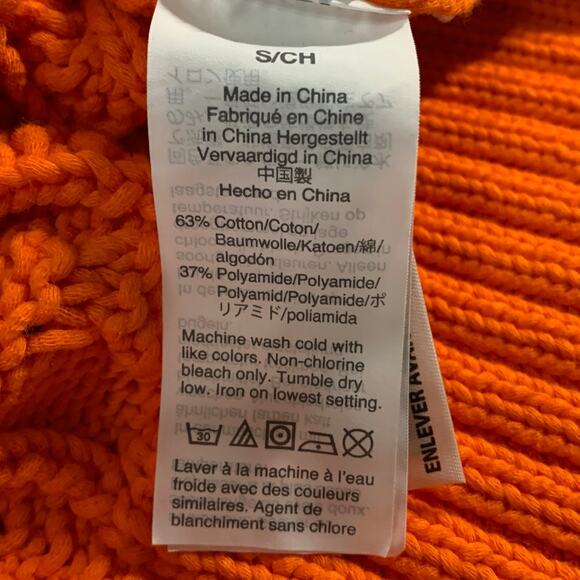 S/CH
Made in China
Fabriqué en Chine
in China Hergestellt
Vervaardigd in China
中国製
Hecho en China
63% Cotton/Coton/
Baumwolle/Katoen/綿/
algodón
37% Polyamide/Polyamide/
Polyamid/Polyamide/ポ
リアミド/poliamida
Machine wash cold with
like colors. Non-chlorine
bleach only. Tumble dry
low. Iron on lowest setting.
30
Laver à la machine à l'eau
froide avec des couleurs
similaires. Agent de
blanchiment sans chlore
ENLEVER AVAN